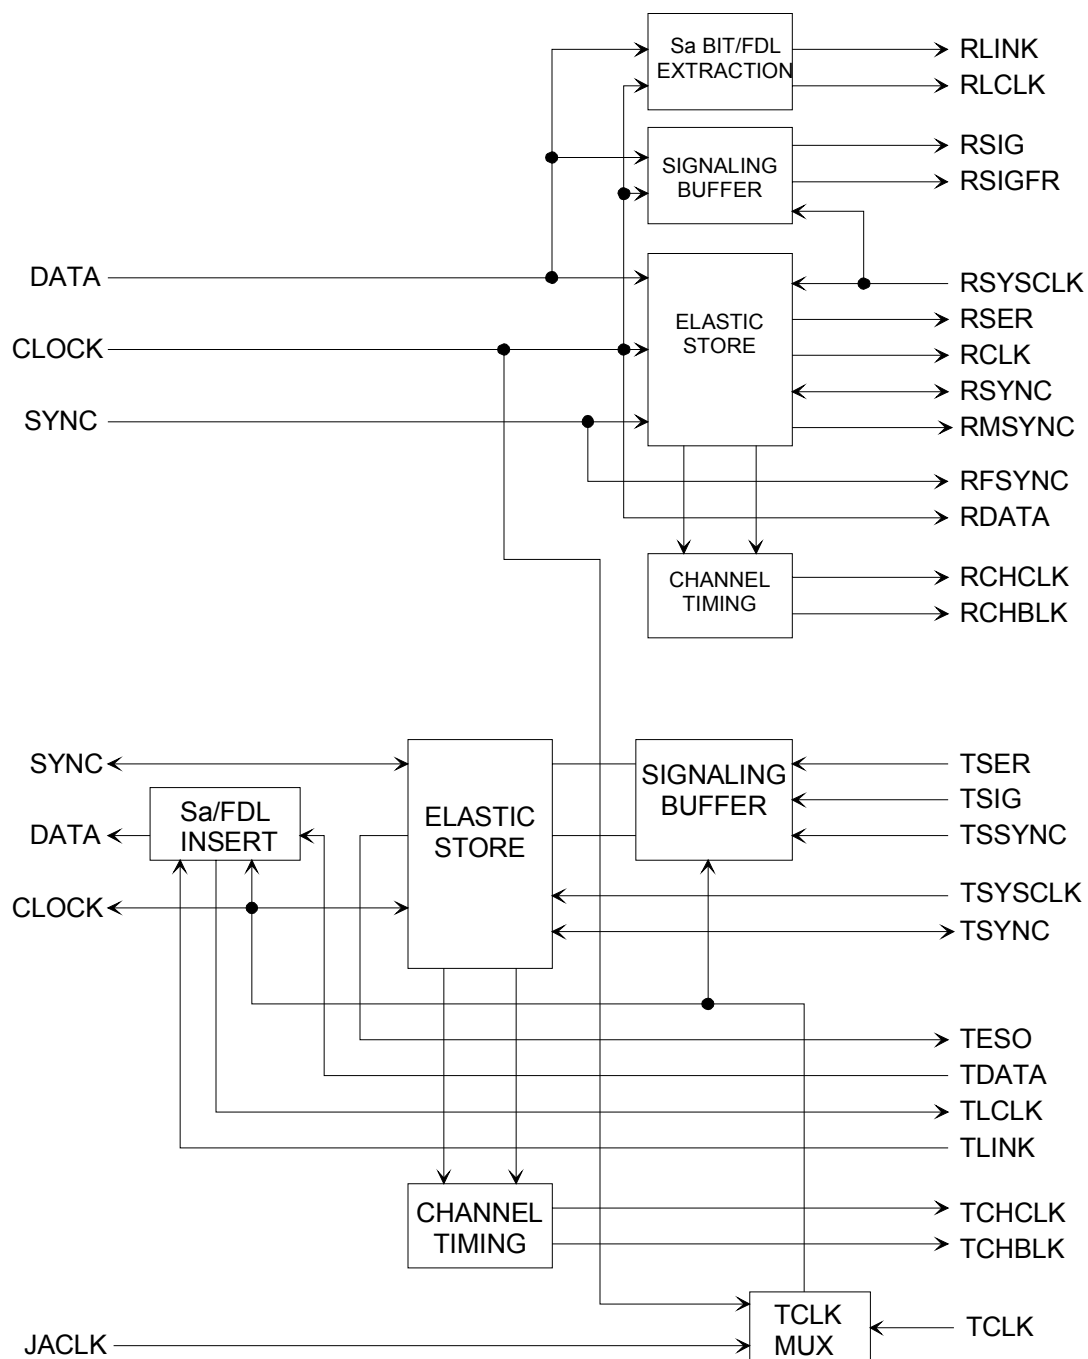 Sa BIT/FDL
EXTRACTION
RLINK
RLCLK
SIGNALING
BUFFER
RSIG
RSIGFR
DATA
CLOCK
SYNC
ELASTIC
STORE
RSYSCLK
RSER
RCLK
RSYNC
RMSYNC
RFSYNC
RDATA
CHANNEL
TIMING
RCHCLK
RCHBLK
SYNC
DATA
CLOCK
Sa/FDL
INSERT
ELASTIC
STORE
SIGNALING
BUFFER
TSER
TSIG
TSSYNC
TSYSCLK
TSYNC
TESO
TDATA
TLCLK
TLINK
CHANNEL
TIMING
TCHCLK
TCHBLK
JACLK
TCLK
MUX
TCLK